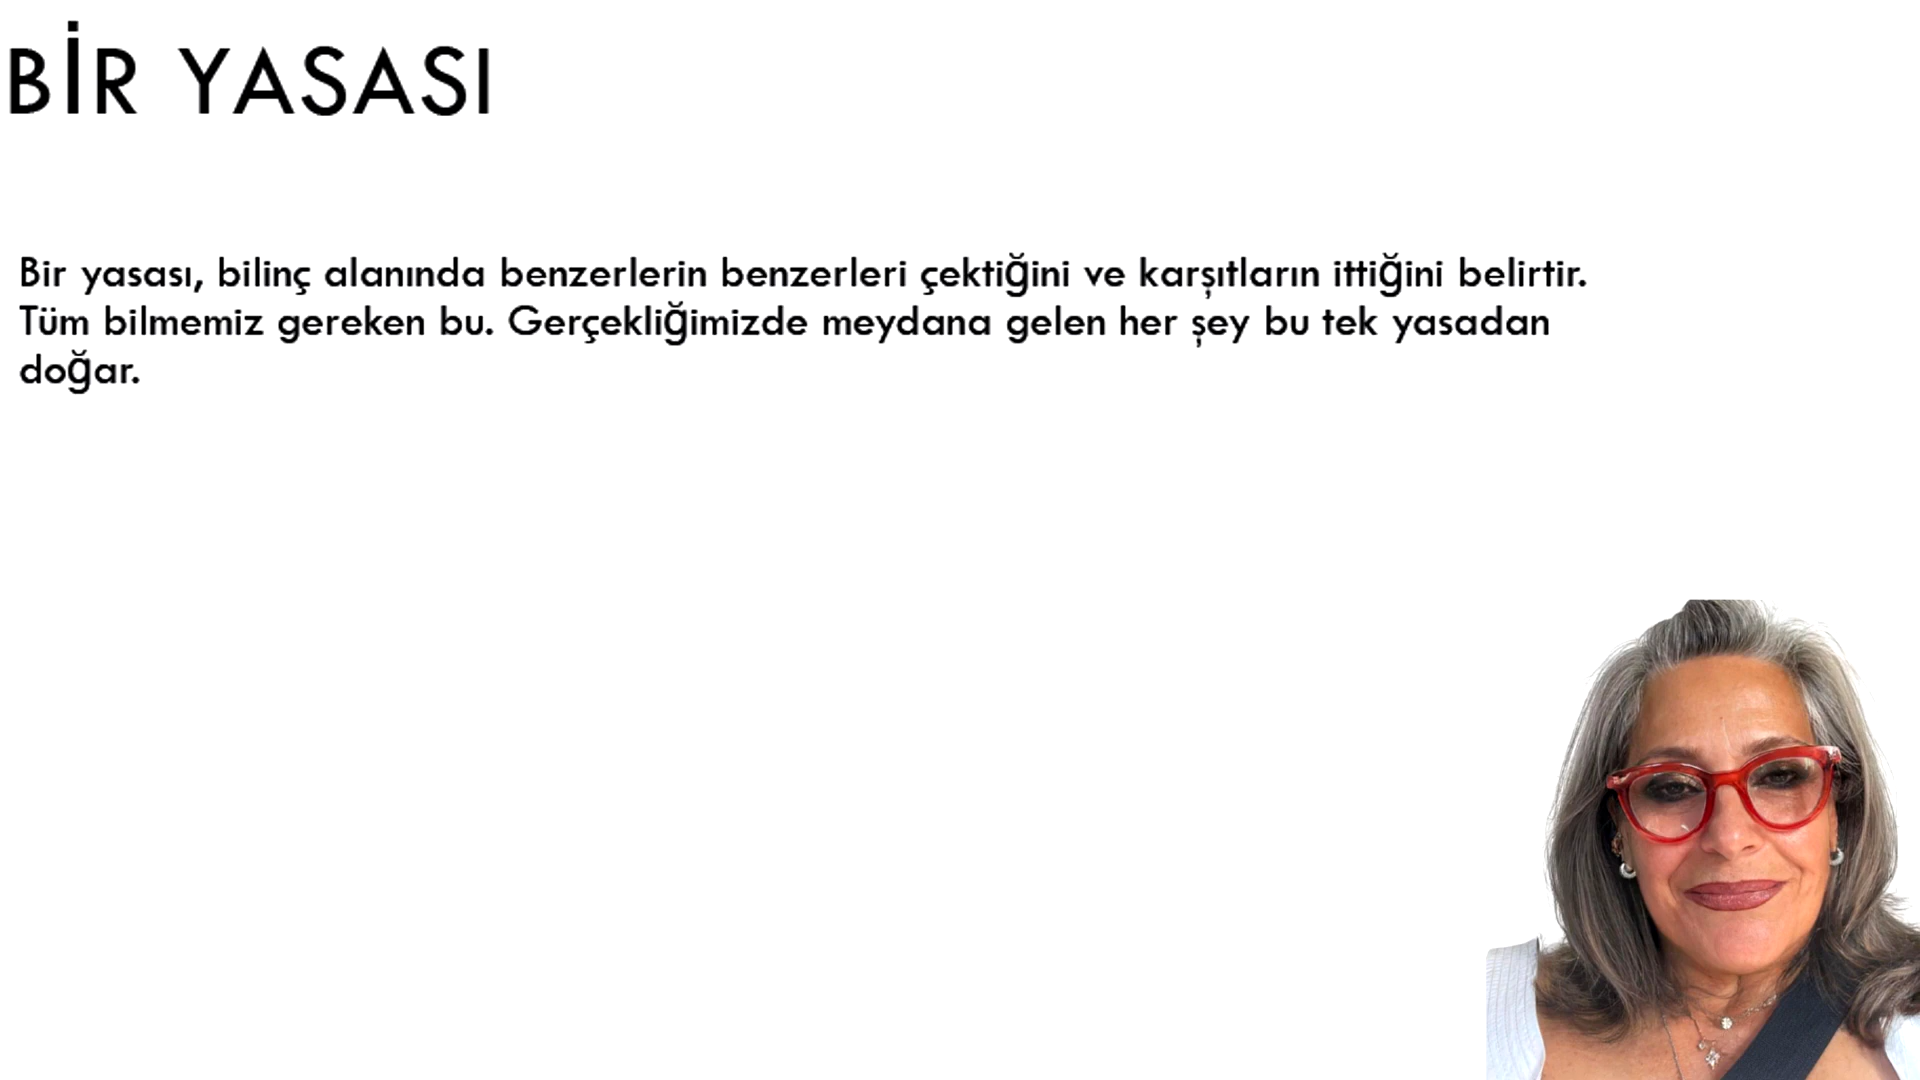 BİR YASASI
Bir yasası, bilinç alanında benzerlerin benzerleri çektiğini ve karşıtların ittiğini belirtir.
Tüm bilmemiz gereken bu. Gerçekliğimizde meydana gelen her şey bu tek yasadan
doğar.